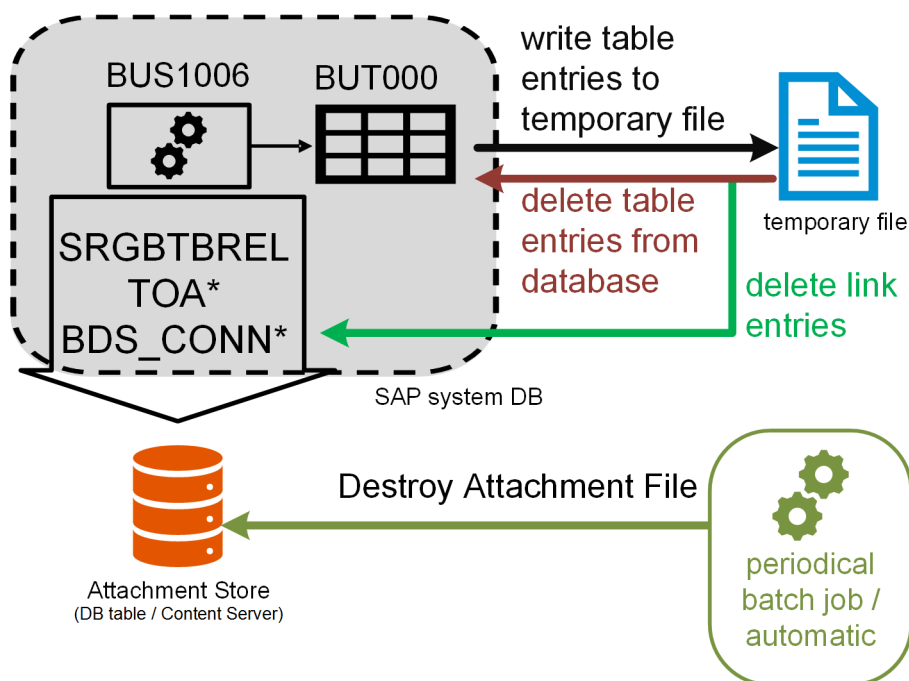 write table
entries to
temporary file
BUS1006
BUT000
temporary file
delete table
entries from
database
delete link
entries
SRGBTBREL
TOA*
BDS_CONN*
SAP system DB
Destroy Attachment File
Attachment Store
(DB table / Content Server)
periodical
batch job /
automatic